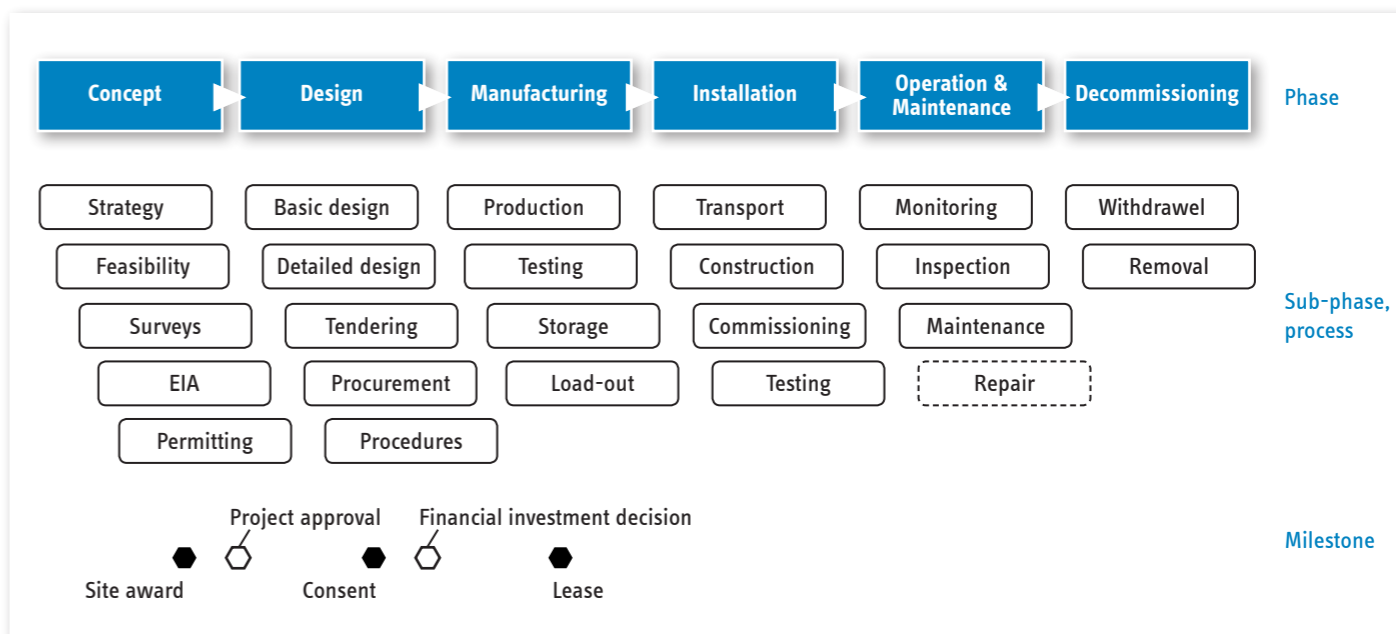 Concept
Design
Manufacturing
Installation
Operation &
Maintenance
Decommissioning
Phase
Strategy
Basic design
Production
Transport
Monitoring
Withdrawel
Feasibility
Detailed design
Testing
Construction
Inspection
Removal
Surveys
Tendering
Storage
Commissioning
Maintenance
Sub-phase,
process
EIA
Procurement
Load-out
Testing
Repair
Permitting
Procedures
Project approval
Financial investment decision
Milestone
Site award
Consent
Lease